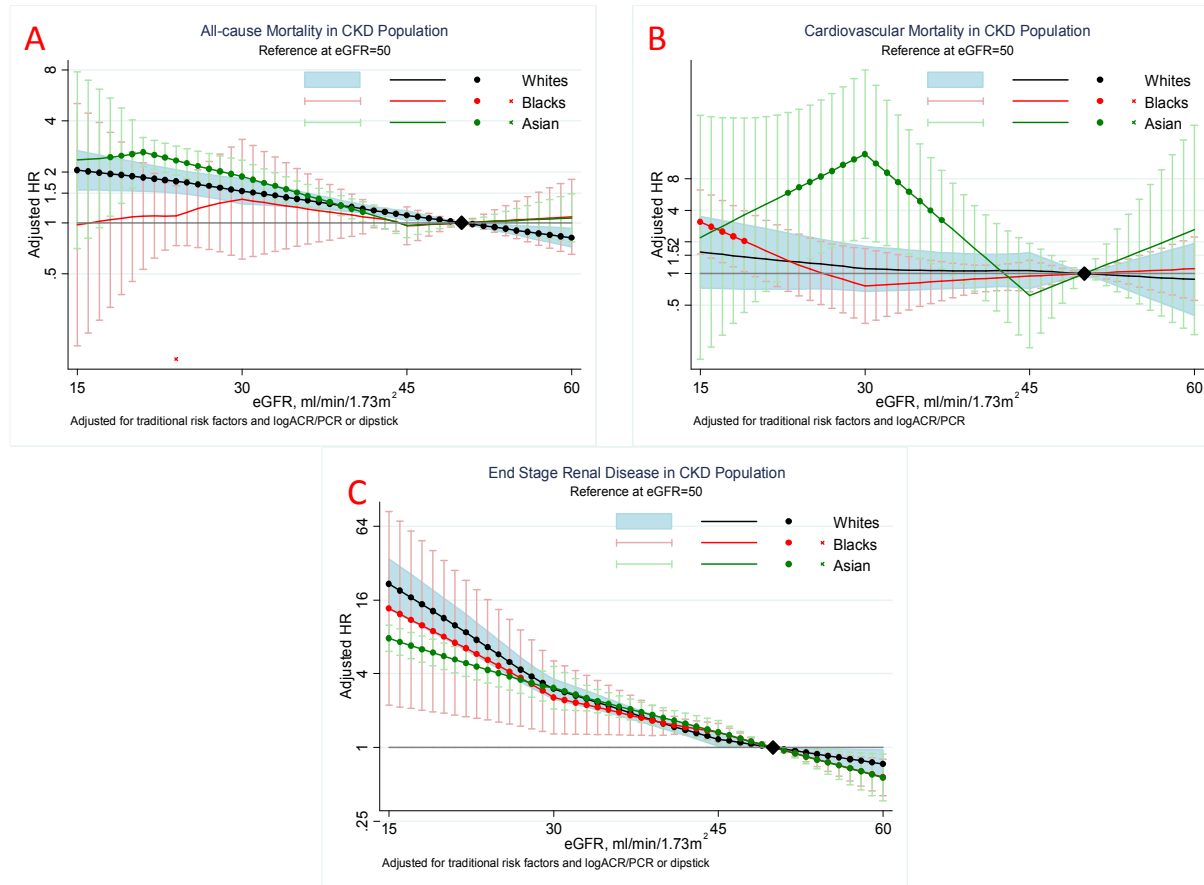 A
All-cause Mortality in CKD Population
Reference at eGFR=50
Whites
Blacks
Asian
Adjusted HR
8
4
2
1.5
1
.5
15
30
45
60
eGFR, ml/min/1.73m²
Adjusted for traditional risk factors and logACR/PCR or dipstick
B
Cardiovascular Mortality in CKD Population
Reference at eGFR=50
Whites
Blacks
Asian
Adjusted HR
8
4
2
1.5
1
.5
15
30
45
60
eGFR, ml/min/1.73m²
Adjusted for traditional risk factors and logACR/PCR
C
End Stage Renal Disease in CKD Population
Reference at eGFR=50
Whites
Blacks
Asian
Adjusted HR
64
16
4
1
.25
15
30
45
60
eGFR, ml/min/1.73m²
Adjusted for traditional risk factors and logACR/PCR or dipstick